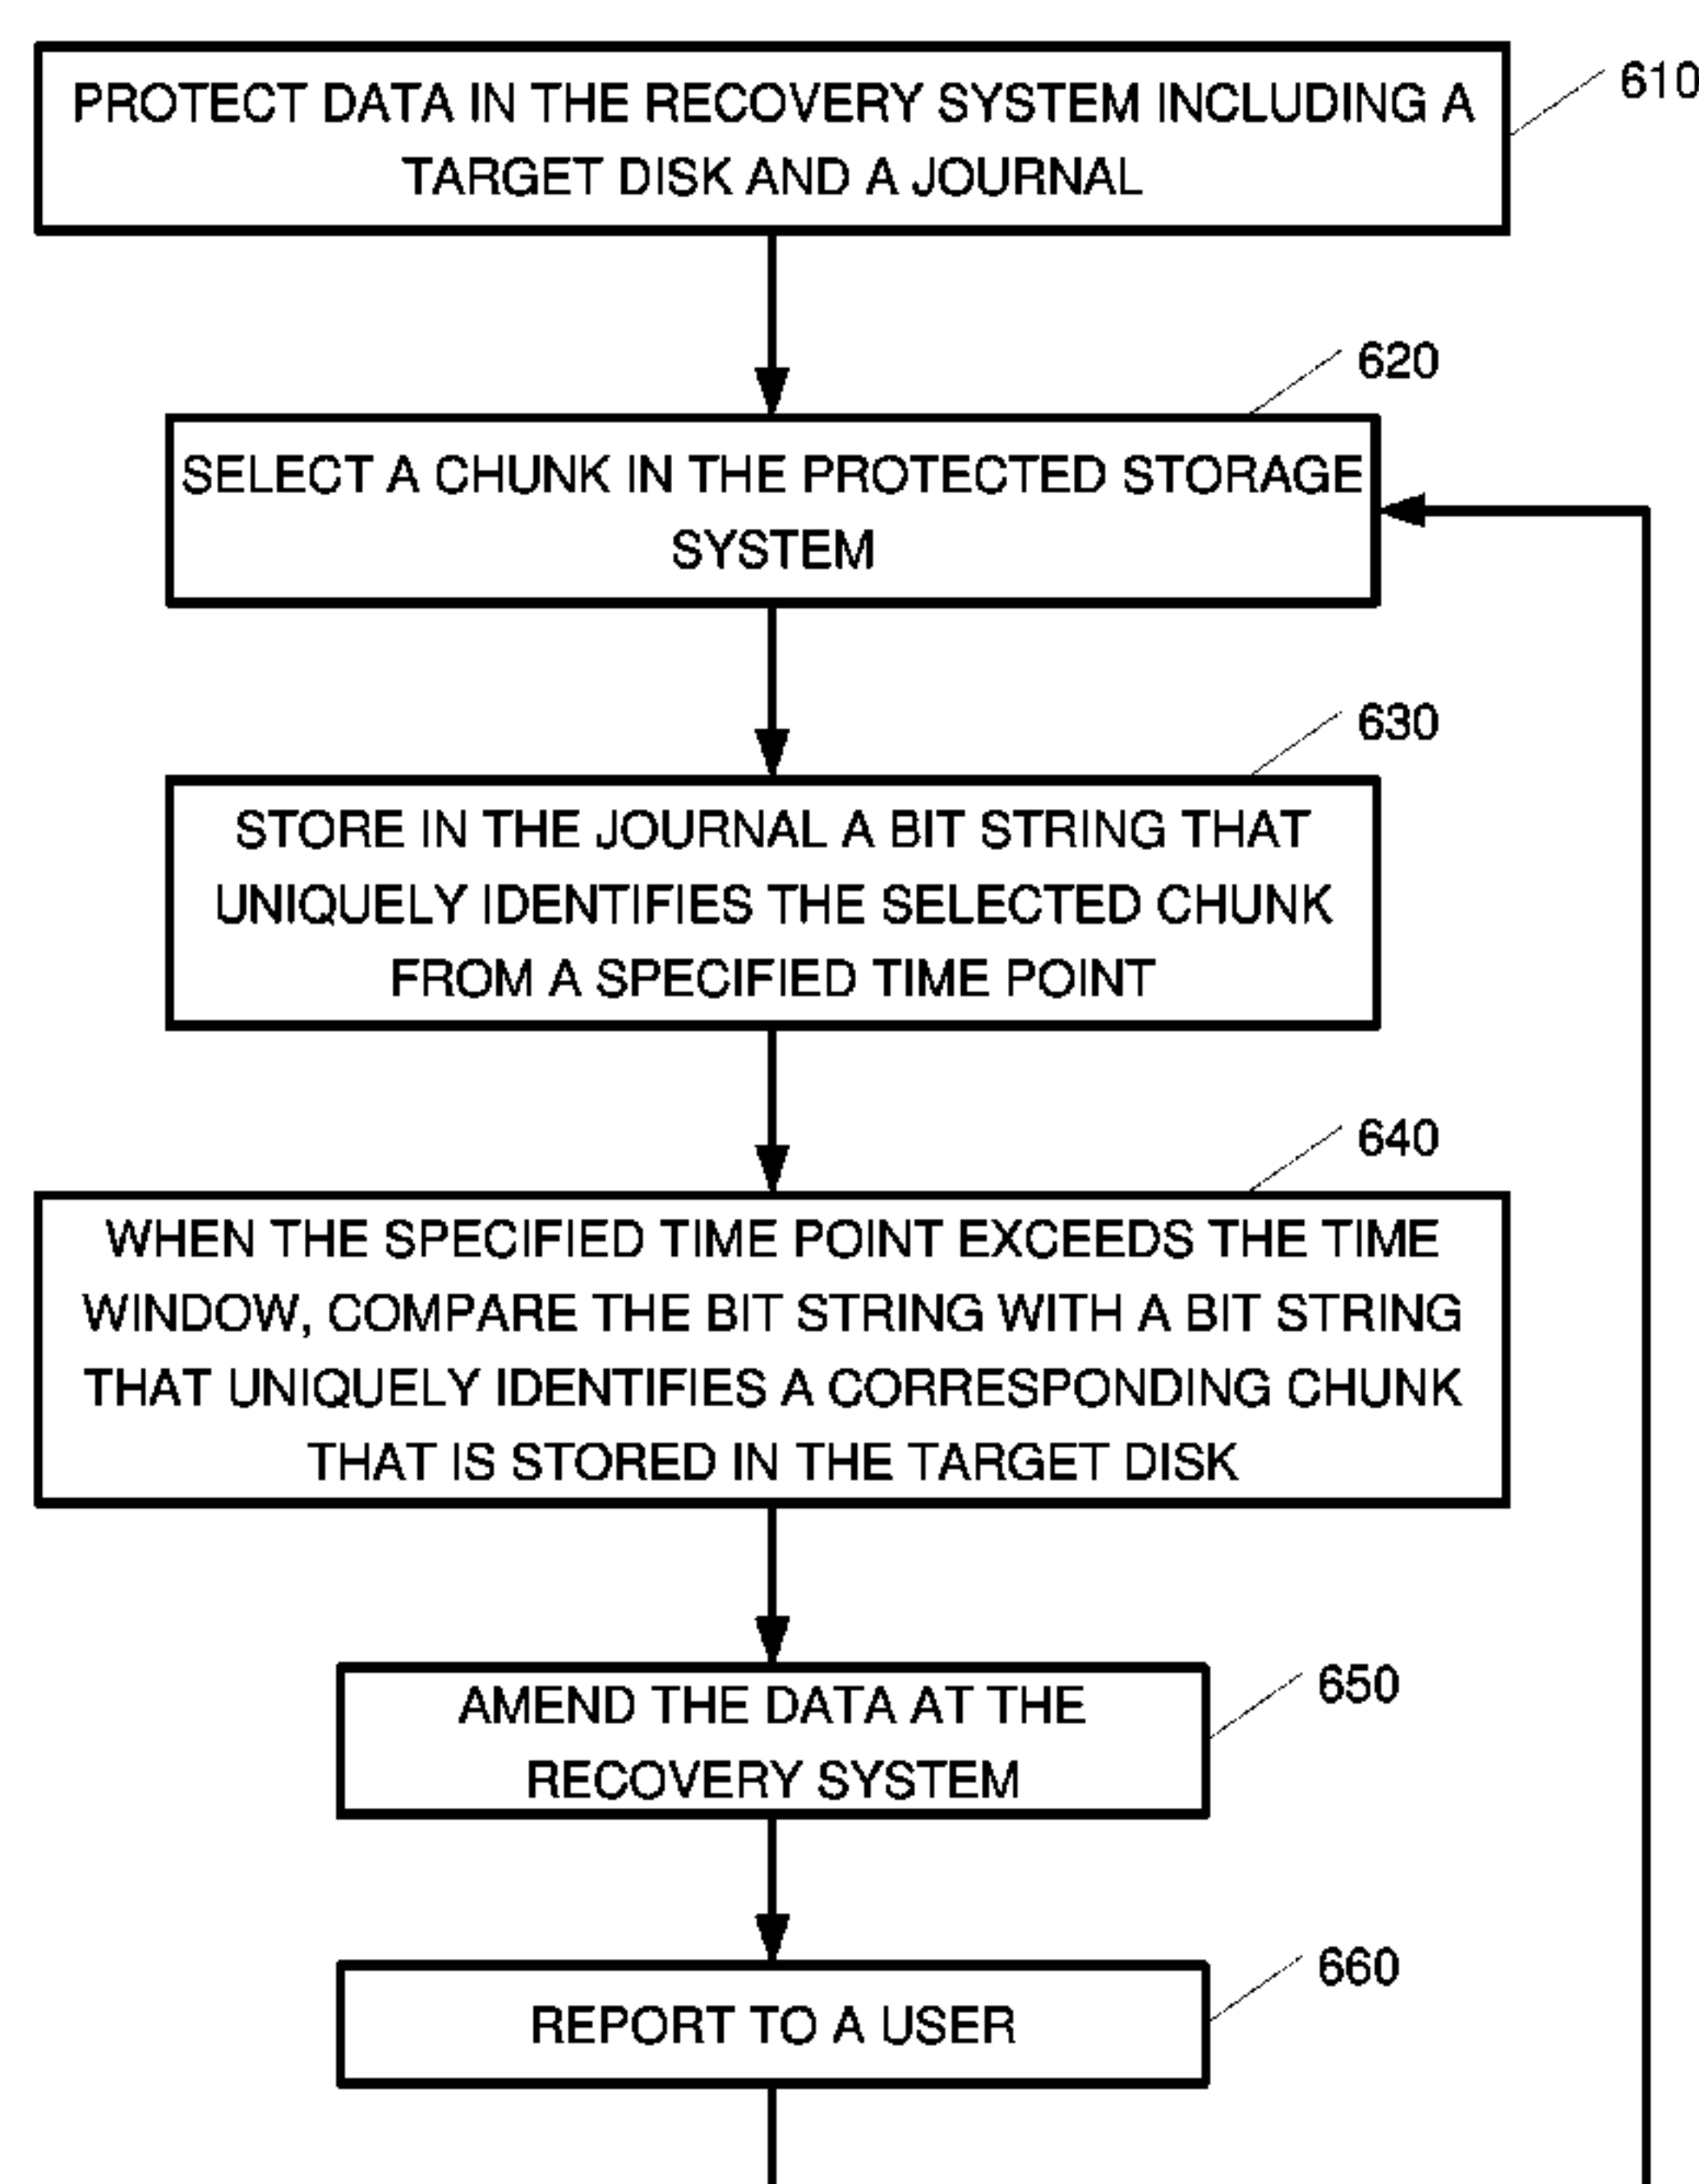 PROTECT DATA IN THE RECOVERY SYSTEM INCLUDING A
TARGET DISK AND A JOURNAL
610
620
SELECT A CHUNK IN THE PROTECTED STORAGE
SYSTEM
630
STORE IN THE JOURNAL A BIT STRING THAT
UNIQUELY IDENTIFIES THE SELECTED CHUNK
FROM A SPECIFIED TIME POINT
640
WHEN THE SPECIFIED TIME POINT EXCEEDS THE TIME
WINDOW, COMPARE THE BIT STRING WITH A BIT STRING
THAT UNIQUELY IDENTIFIES A CORRESPONDING CHUNK
THAT IS STORED IN THE TARGET DISK
650
AMEND THE DATA AT THE
RECOVERY SYSTEM
660
REPORT TO A USER